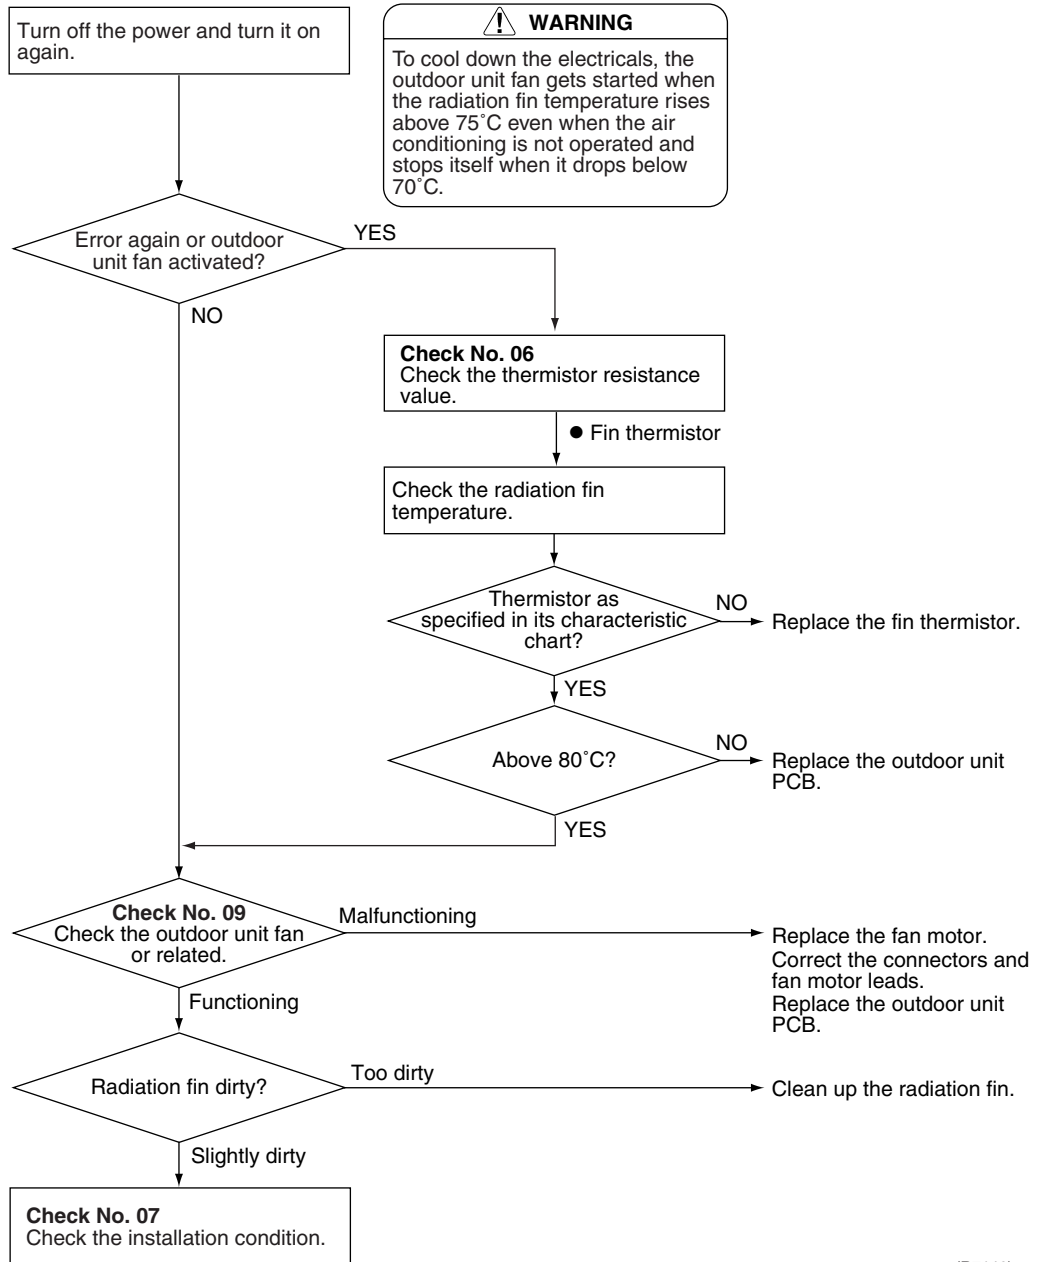 Turn off the power and turn it on
again.
WARNING
To cool down the electricals, the
outdoor unit fan gets started when
the radiation fin temperature rises
above 75˚C even when the air
conditioning is not operated and
stops itself when it drops below
70˚C.
Error again or outdoor
unit fan activated?
YES
NO
Check No. 06
Check the thermistor resistance
value.
● Fin thermistor
Check the radiation fin
temperature.
Thermistor as
specified in its characteristic
chart?
NO
Replace the fin thermistor.
YES
Above 80˚C?
NO
Replace the outdoor unit
PCB.
YES
Check No. 09
Check the outdoor unit fan
or related.
Malfunctioning
Replace the fan motor.
Correct the connectors and
fan motor leads.
Replace the outdoor unit
PCB.
Functioning
Radiation fin dirty?
Too dirty
Clean up the radiation fin.
Slightly dirty
Check No. 07
Check the installation condition.